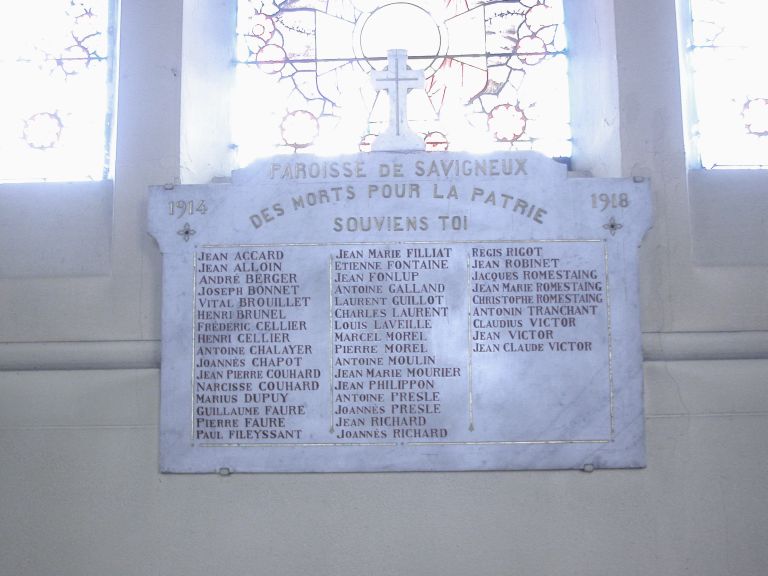 PAROISSE DE SAVIGNEUX
1914 DES MORTS POUR LA PATRIE 1918
SOUVIENS TOI
JEAN ACCARD
JEAN ALLOIN
ANDRÉ BERGER
JOSEPH BONNET
VITAL BROUILLET
HENRI BRUNEL
FRÉDERIC CELLIER
HENRI CELLIER
ANTOINE CHALAYER
JOANNÈS CHAPOT
JEAN PIERRE COUHARD
NARCISSE COUHARD
MARIUS DUPUY
GUILLAUME FAURE
PIERRE FAURE
PAUL FILEYSSANT
JEAN MARIE FILLIAT
ETIENNE FONTAINE
JEAN FONLUP
ANTOINE GALLAND
LAURENT GUILLOT
CHARLES LAURENT
LOUIS LAVEILLE
MARCEL MOREL
PIERRE MOREL
ANTOINE MOULIN
JEAN MARIE MOURIER
JEAN PHILIPPON
ANTOINE PRESLE
JOANNÈS PRESLE
JEAN RICHARD
JOANNÈS RICHARD
RÉGIS RIGOT
JEAN ROBINET
JACQUES ROMESTAING
JEAN MARIE ROMESTAING
CHRISTOPHE ROMESTAING
ANTONIN TRANCHANT
CLAUDIUS VICTOR
JEAN VICTOR
JEAN CLAUDE VICTOR